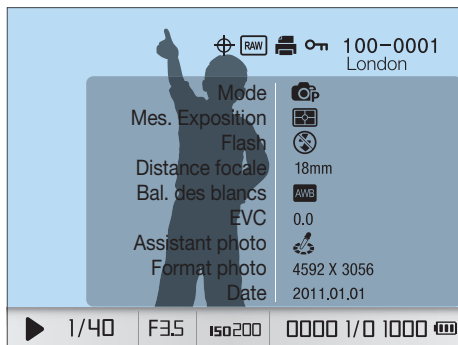 RAW 100-0001
London
Mode P
Mes. Exposition
Flash
Distance focale 18mm
Bal. des blancs AWB
EVC 0.0
Assistant photo
Format photo 4592 X 3056
Date 2011.01.01
1/40 F3.5 ISO200 0000 1/0 1000